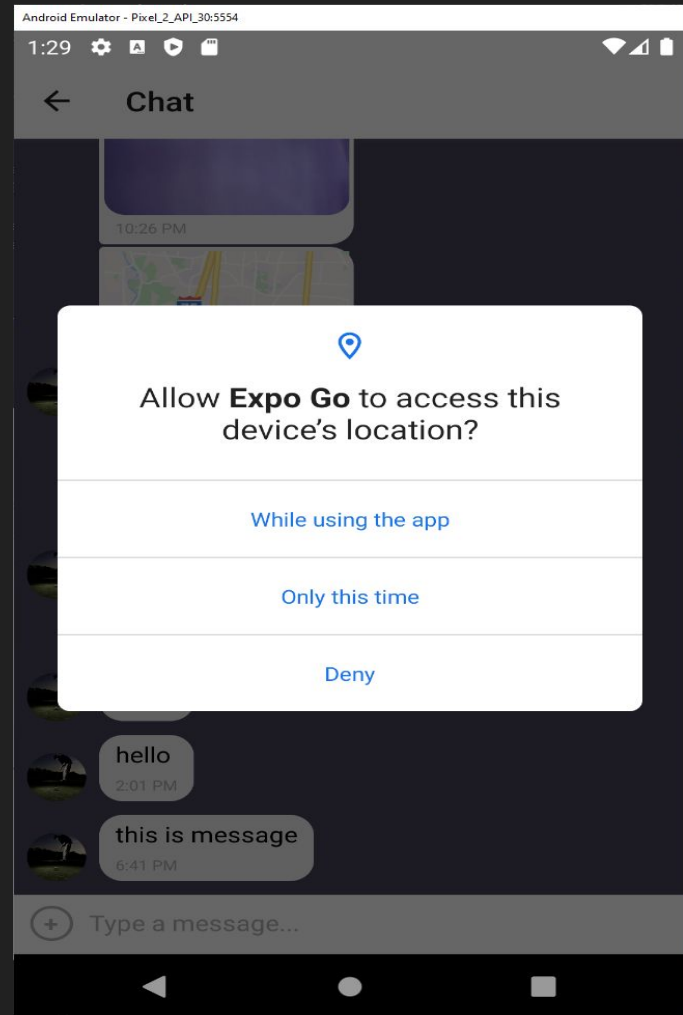 Android Emulator - Pixel_2_API_30:5554
1:29
Chat
10:26 PM
Allow Expo Go to access this
device's location?
While using the app
Only this time
Deny
hello
2:01 PM
this is message
6:41 PM
Type a message...